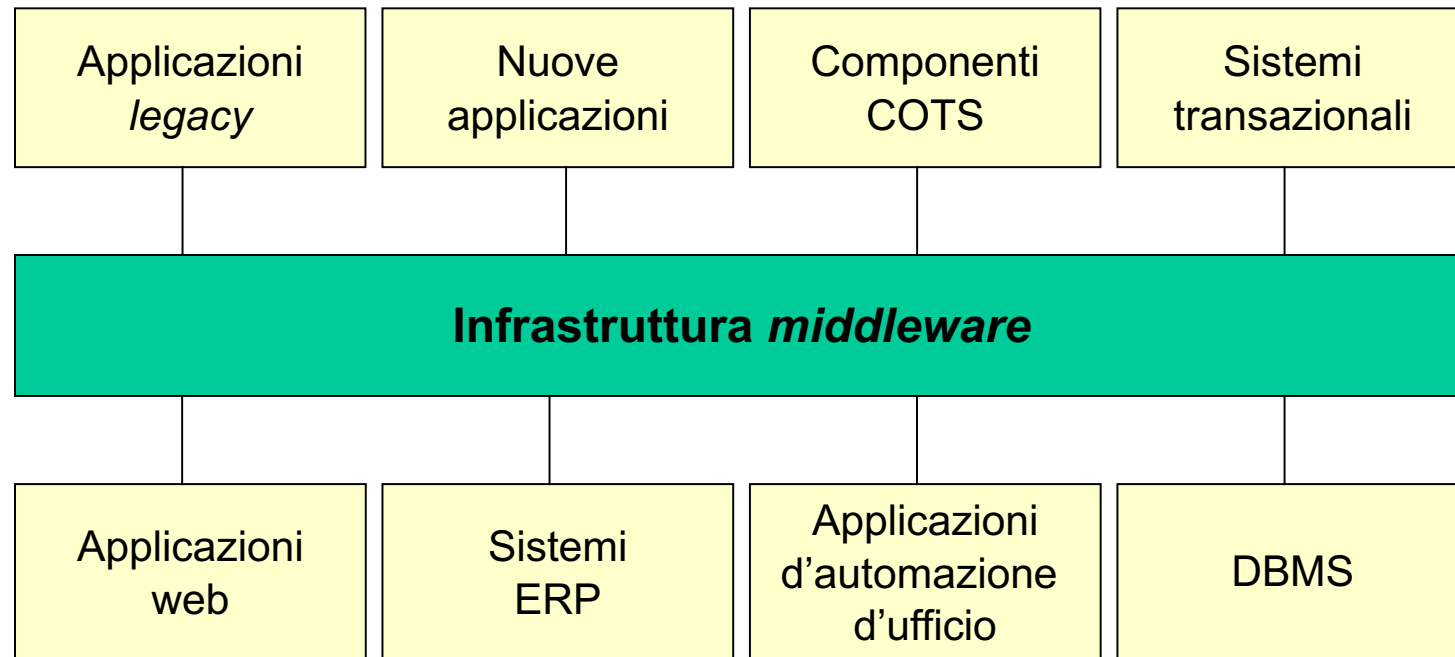 Applicazioni
legacy
Nuove
applicazioni
Componenti
COTS
Sistemi
transazionali
Infrastruttura middleware
Applicazioni
web
Sistemi
ERP
Applicazioni
d’automazione
d’ufficio
DBMS